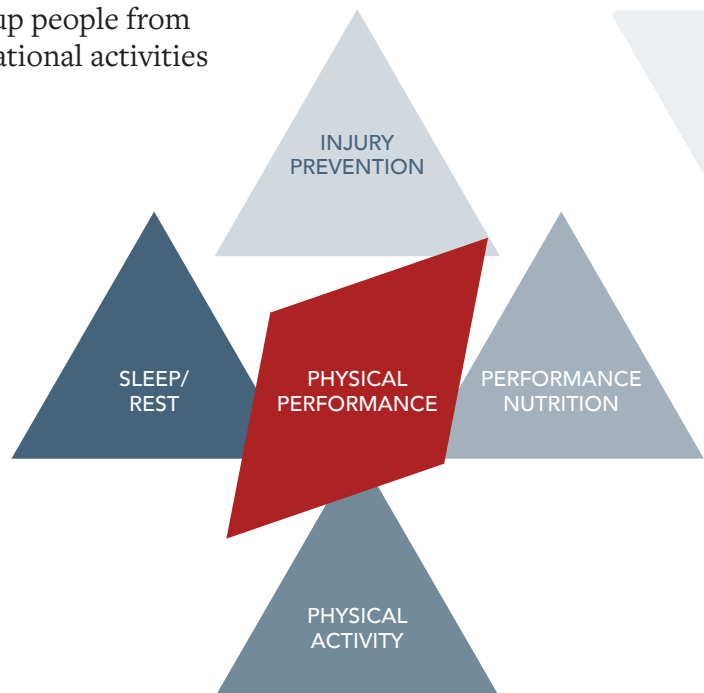 up people from
ational activities
INJURY
PREVENTION
SLEEP/
REST
PHYSICAL
PERFORMANCE
PERFORMANCE
NUTRITION
PHYSICAL
ACTIVITY